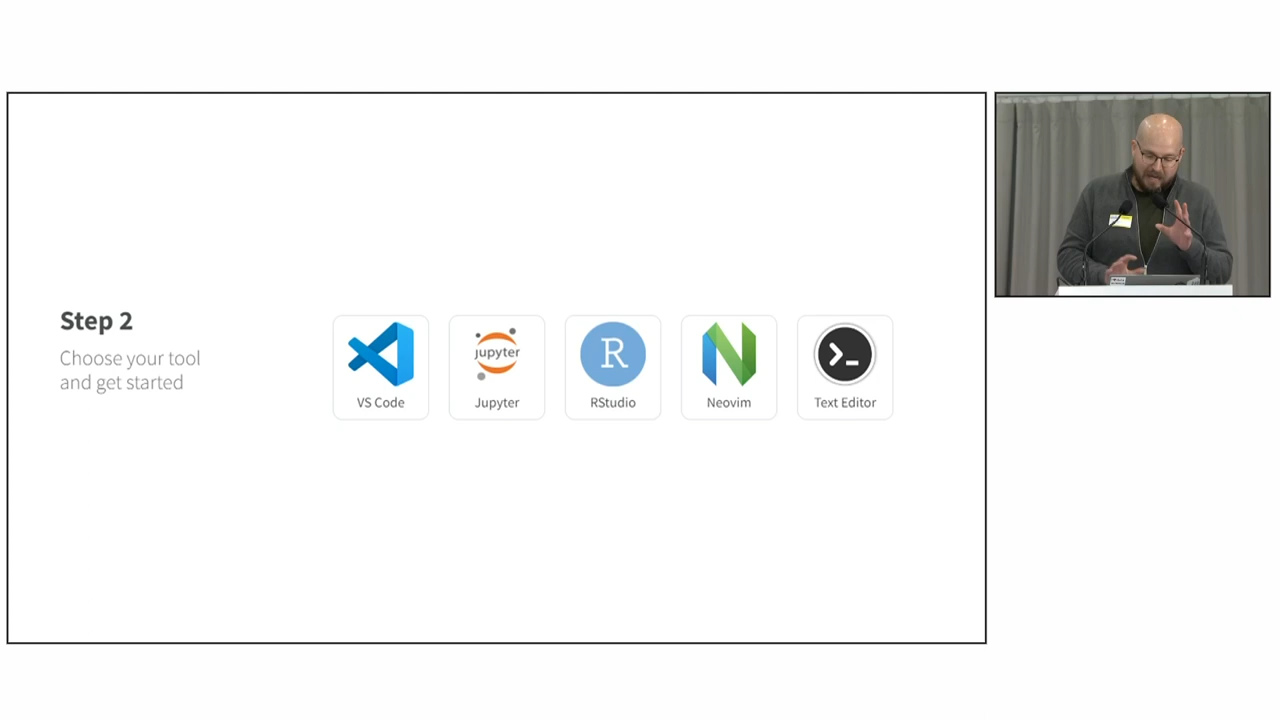 Step 2
Choose your tool
and get started
jupyter
R
VS Code
Jupyter
RStudio
Neovim
Text Editor